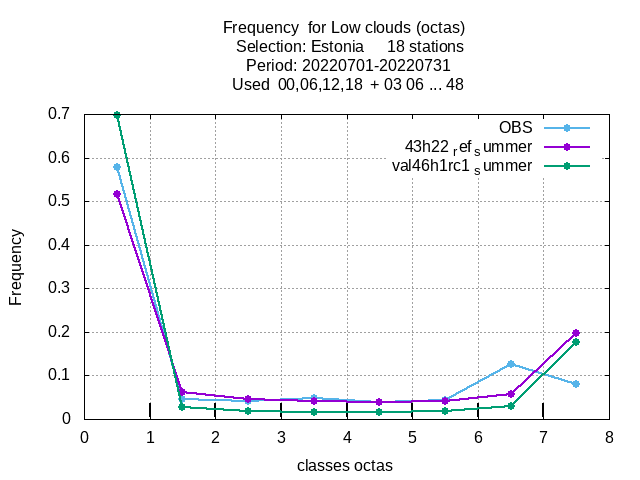 Frequency  for Low clouds (octas)
Selection: Estonia     18 stations
Period: 20220701-20220731
Used  00,06,12,18  + 03 06 ... 48
OBS
43h22 ref summer
val46h1rc1 summer
0.7
0.6
0.5
0.4
0.3
0.2
0.1
0
Frequency
0 1 2 3 4 5 6 7 8
classes octas